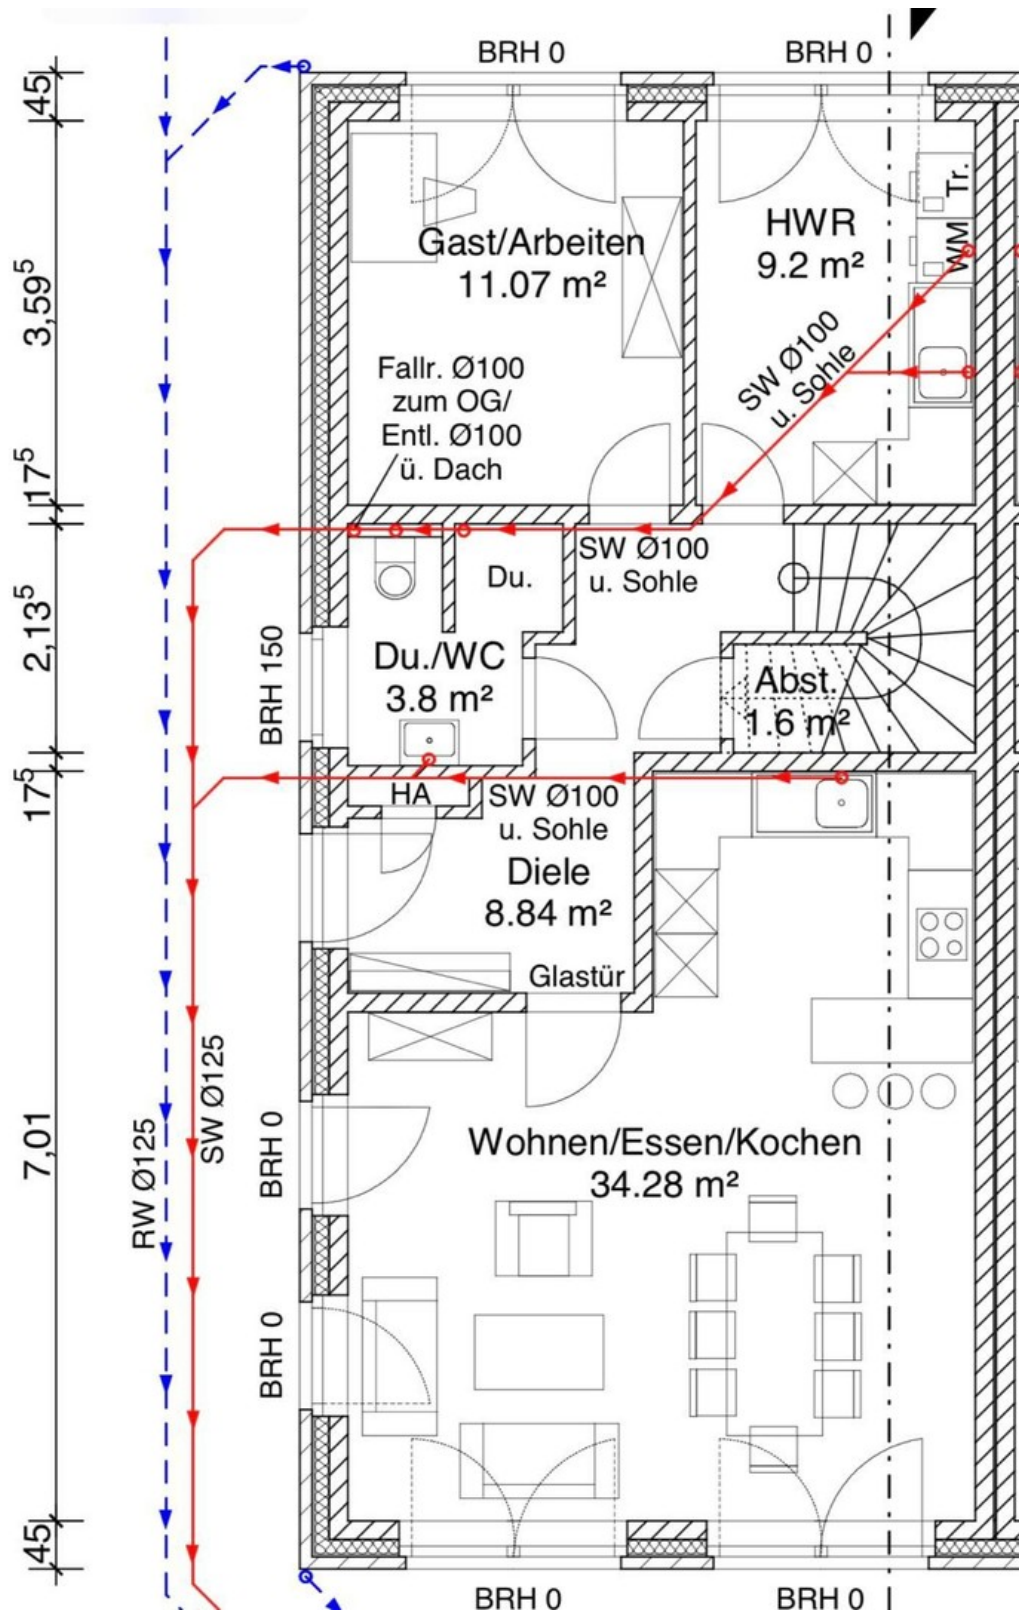 BRH 0
BRH 0
45
3,59⁵
17⁵
2,13⁵
17⁵
7,01
45
Gast/Arbeiten
11.07 m²
HWR
9.2 m²
Tr.
WM
SW Ø100
u. Sohle
Fallr. Ø100
zum OG/
Entl. Ø100
ü. Dach
SW Ø100
u. Sohle
Du.
BRH 150
Du./WC
3.8 m²
Abst.
1.6 m²
HA
SW Ø100
u. Sohle
Diele
8.84 m²
Glastür
RW Ø125
SW Ø125
BRH 0
Wohnen/Essen/Kochen
34.28 m²
BRH 0
BRH 0
BRH 0